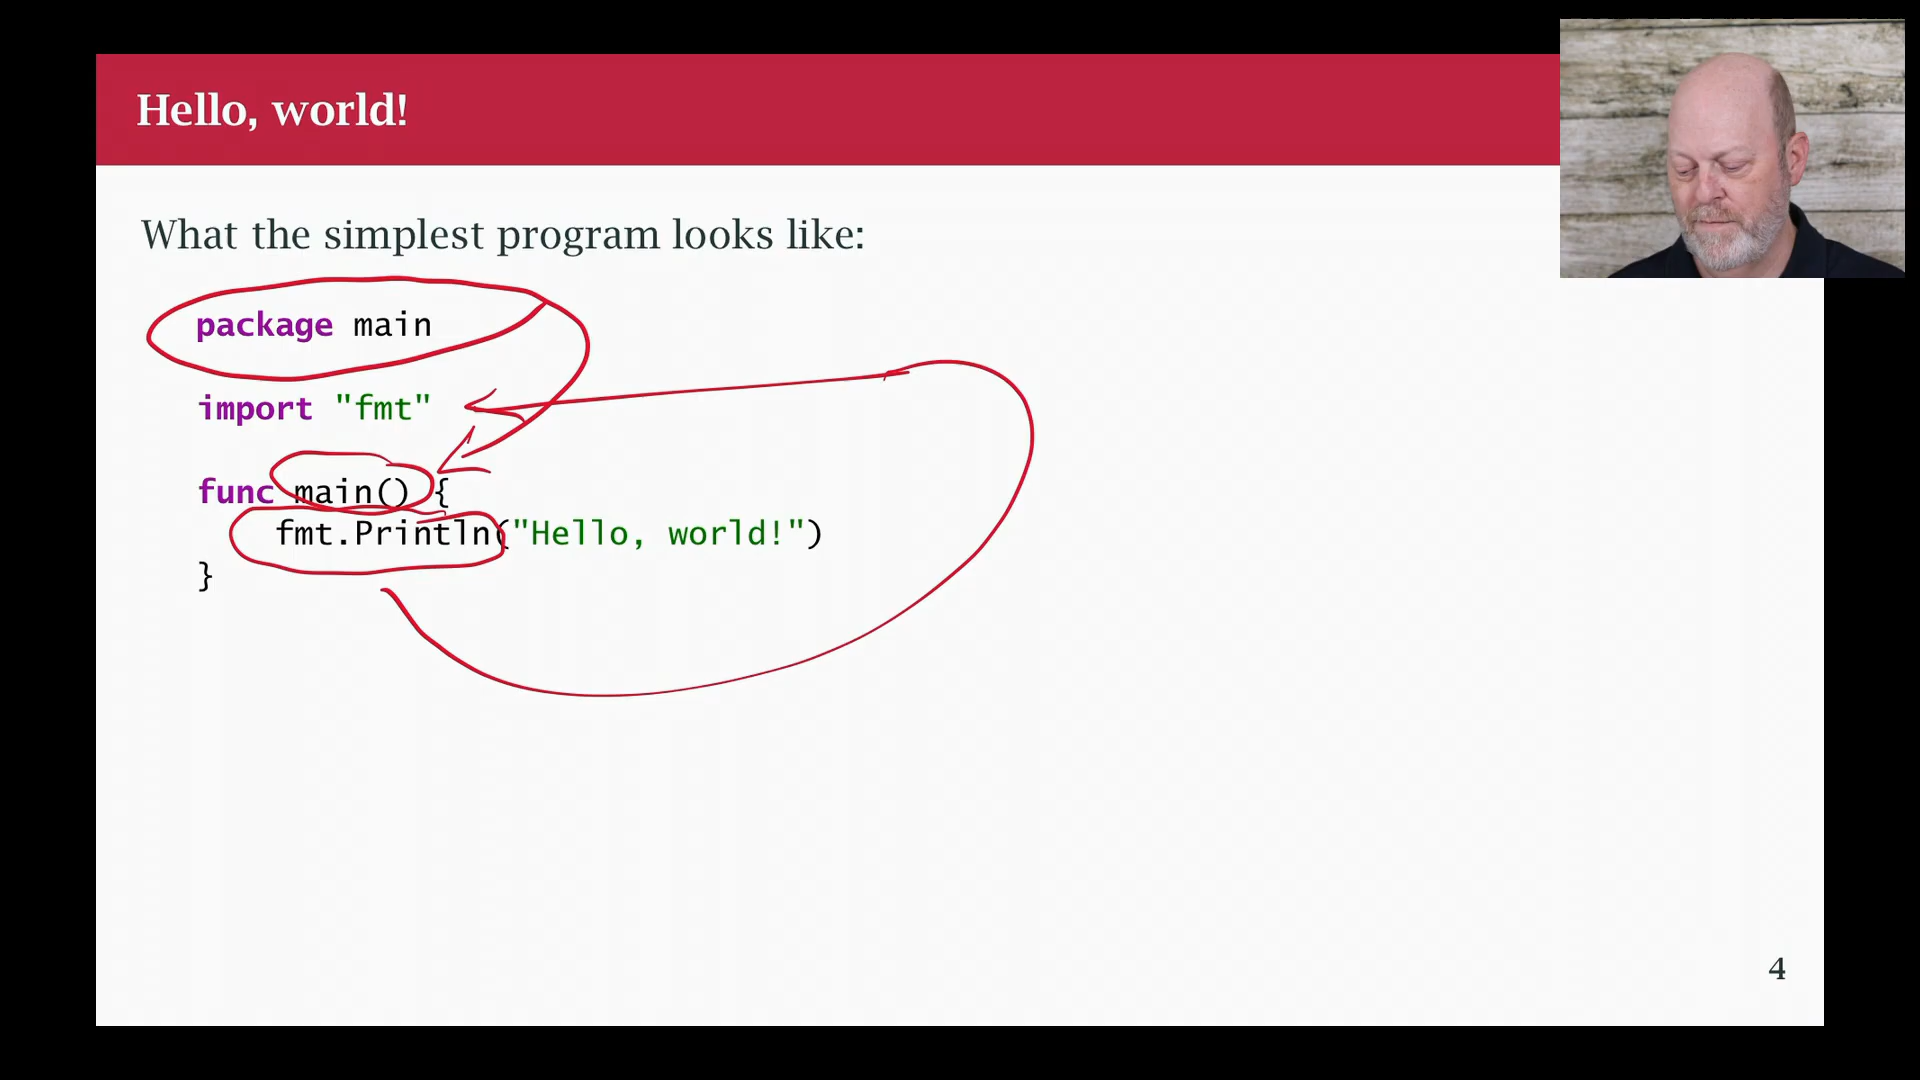 Hello, world!
What the simplest program looks like:
package main
import "fmt"
func main() {
fmt.Println("Hello, world!")
}
4